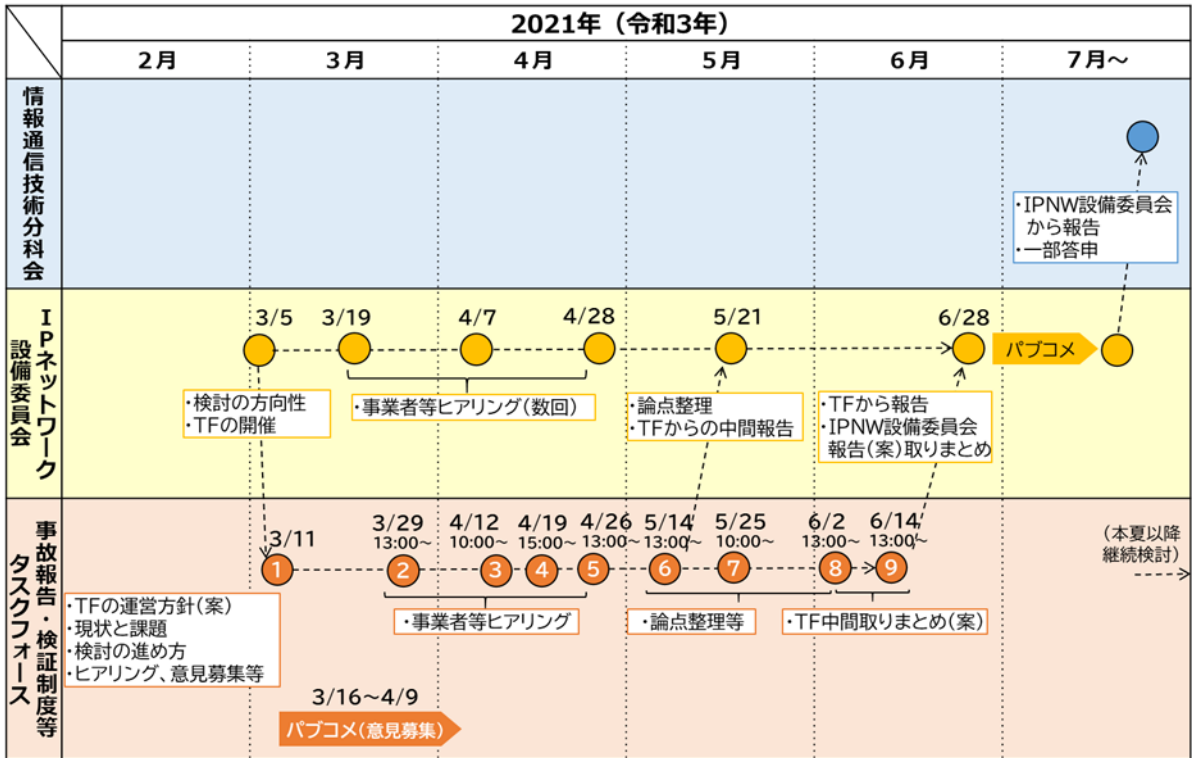 2021年（令和3年）
2月
3月
4月
5月
6月
7月～
情報通信技術分科会
・IPNW設備委員会
から報告
・一部答申
IPネットワーク
設備委員会
3/5
3/19
4/7
4/28
5/21
6/28
パブコメ
・検討の方向性
・TFの開催
・事業者等ヒアリング(数回)
・論点整理
・TFからの中間報告
・TFから報告
・IPNW設備委員会
報告(案)取りまとめ
事故報告・検証制度等
タスクフォース
3/11
3/29
13:00～
4/12
10:00～
4/19
15:00～
4/26
13:00～
5/14
13:00～
5/25
10:00～
6/2
13:00～
6/14
13:00～
1
2
3
4
5
6
7
8
9
(本夏以降
継続検討)
・TFの運営方針(案)
・現状と課題
・検討の進め方
・ヒアリング、意見募集等
・事業者等ヒアリング
・論点整理等
・TF中間取りまとめ(案)
3/16～4/9
パブコメ(意見募集)